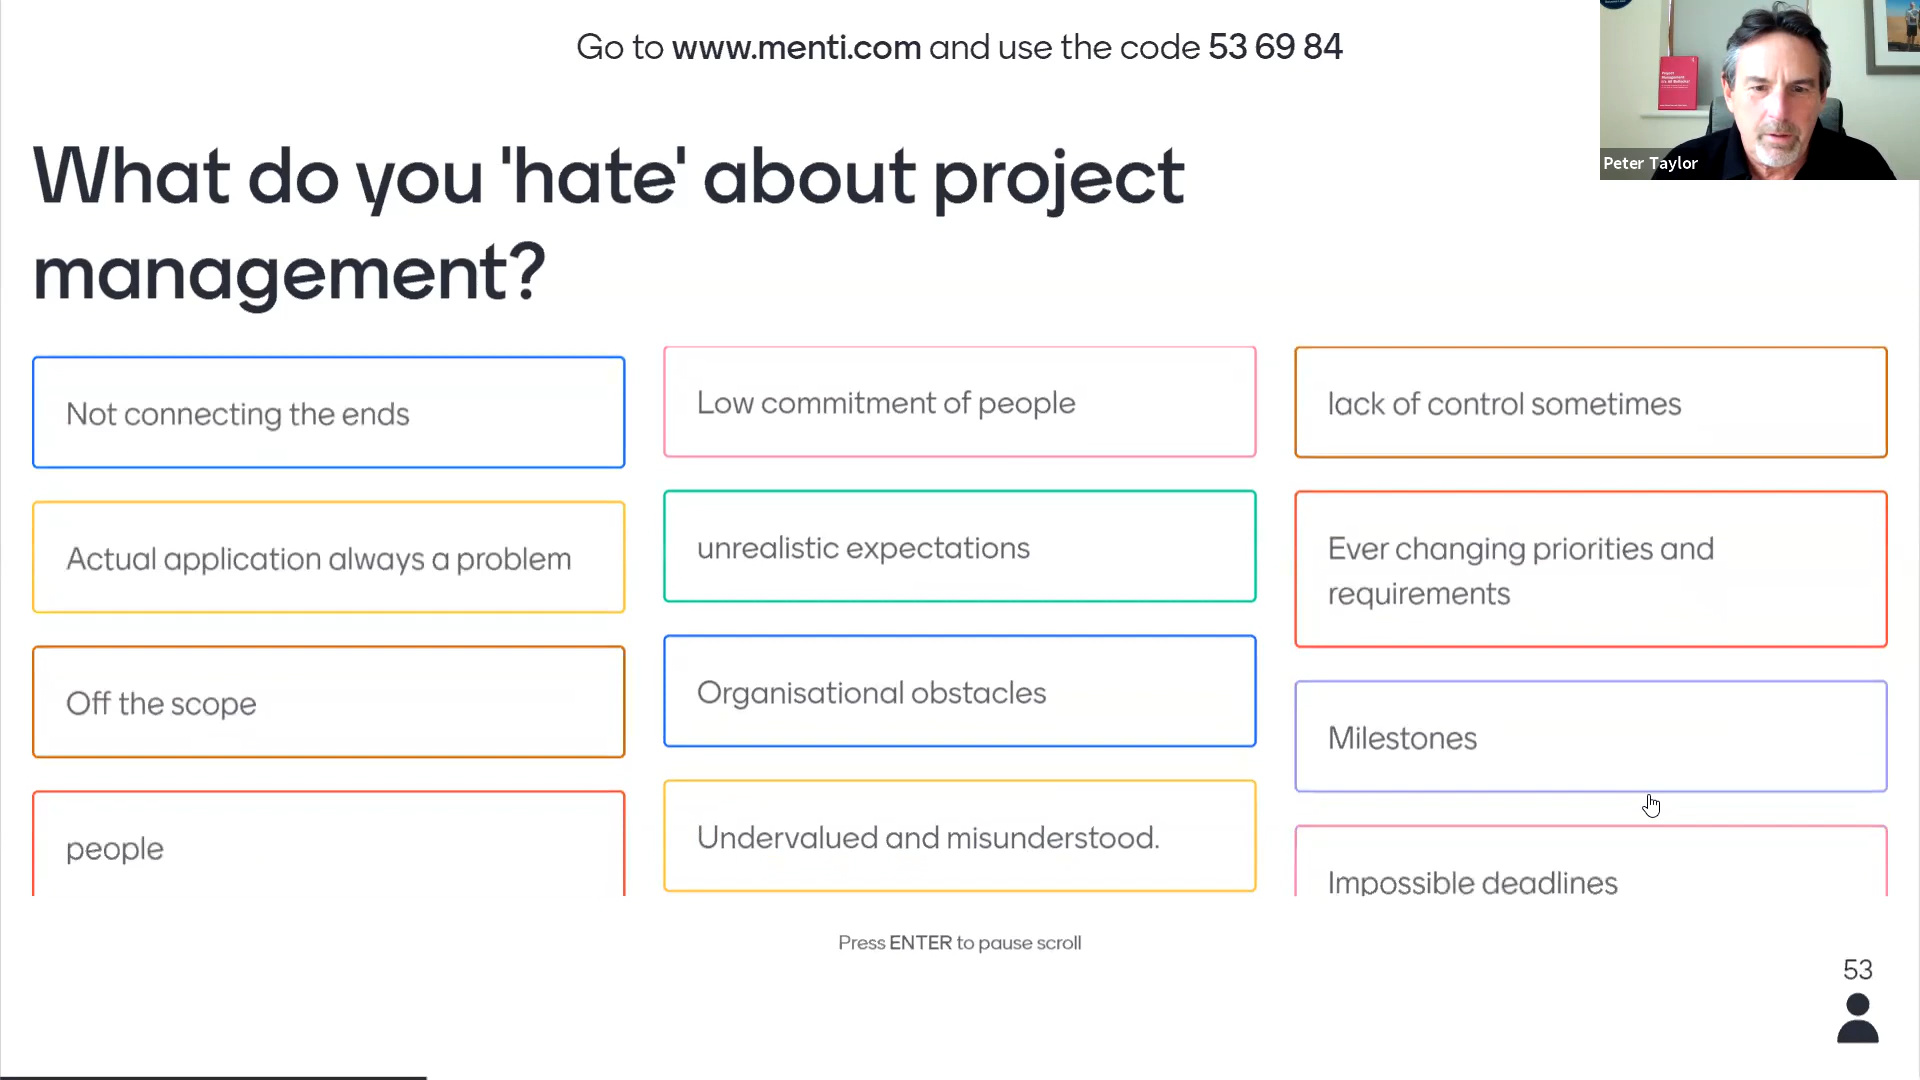 Go to www.menti.com and use the code 53 69 84
What do you 'hate' about project
management?
Not connecting the ends
Actual application always a problem
Off the scope
people
Low commitment of people
unrealistic expectations
Organisational obstacles
Undervalued and misunderstood.
lack of control sometimes
Ever changing priorities and
requirements
Milestones
Impossible deadlines
Press ENTER to pause scroll
53
Peter Taylor
Project
Management